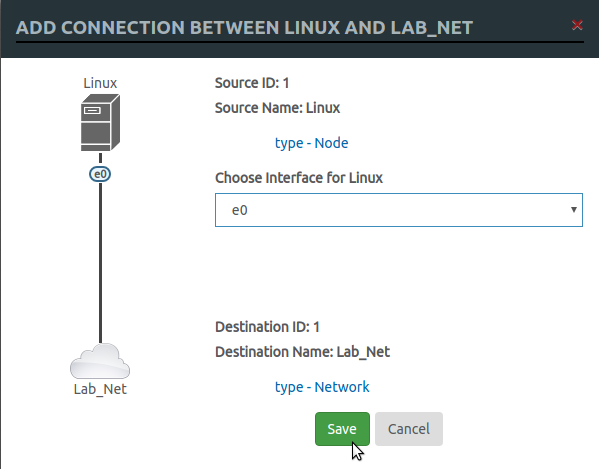 ADD CONNECTION BETWEEN LINUX AND LAB_NET
Linux
e0
Lab_Net
Source ID: 1
Source Name: Linux
type - Node
Choose Interface for Linux
e0
Destination ID: 1
Destination Name: Lab_Net
type - Network
Save Cancel